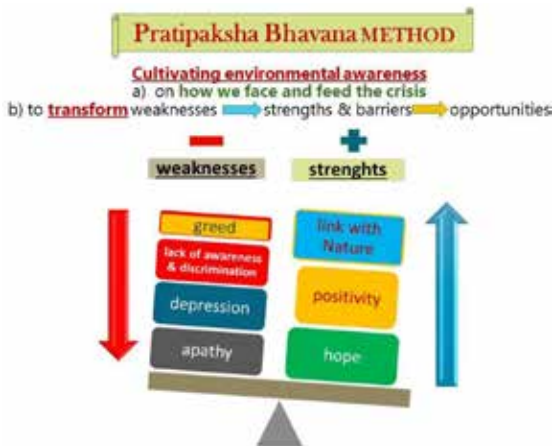 Pratipaksha Bhavana METHOD
Cultivating environmental awareness
a) on how we face and feed the crisis
b) to transform weaknesses strengths & barriers opportunities
weaknesses
strenghts
greed
lack of awareness
& discrimination
depression
apathy
link with
Nature
positivity
hope